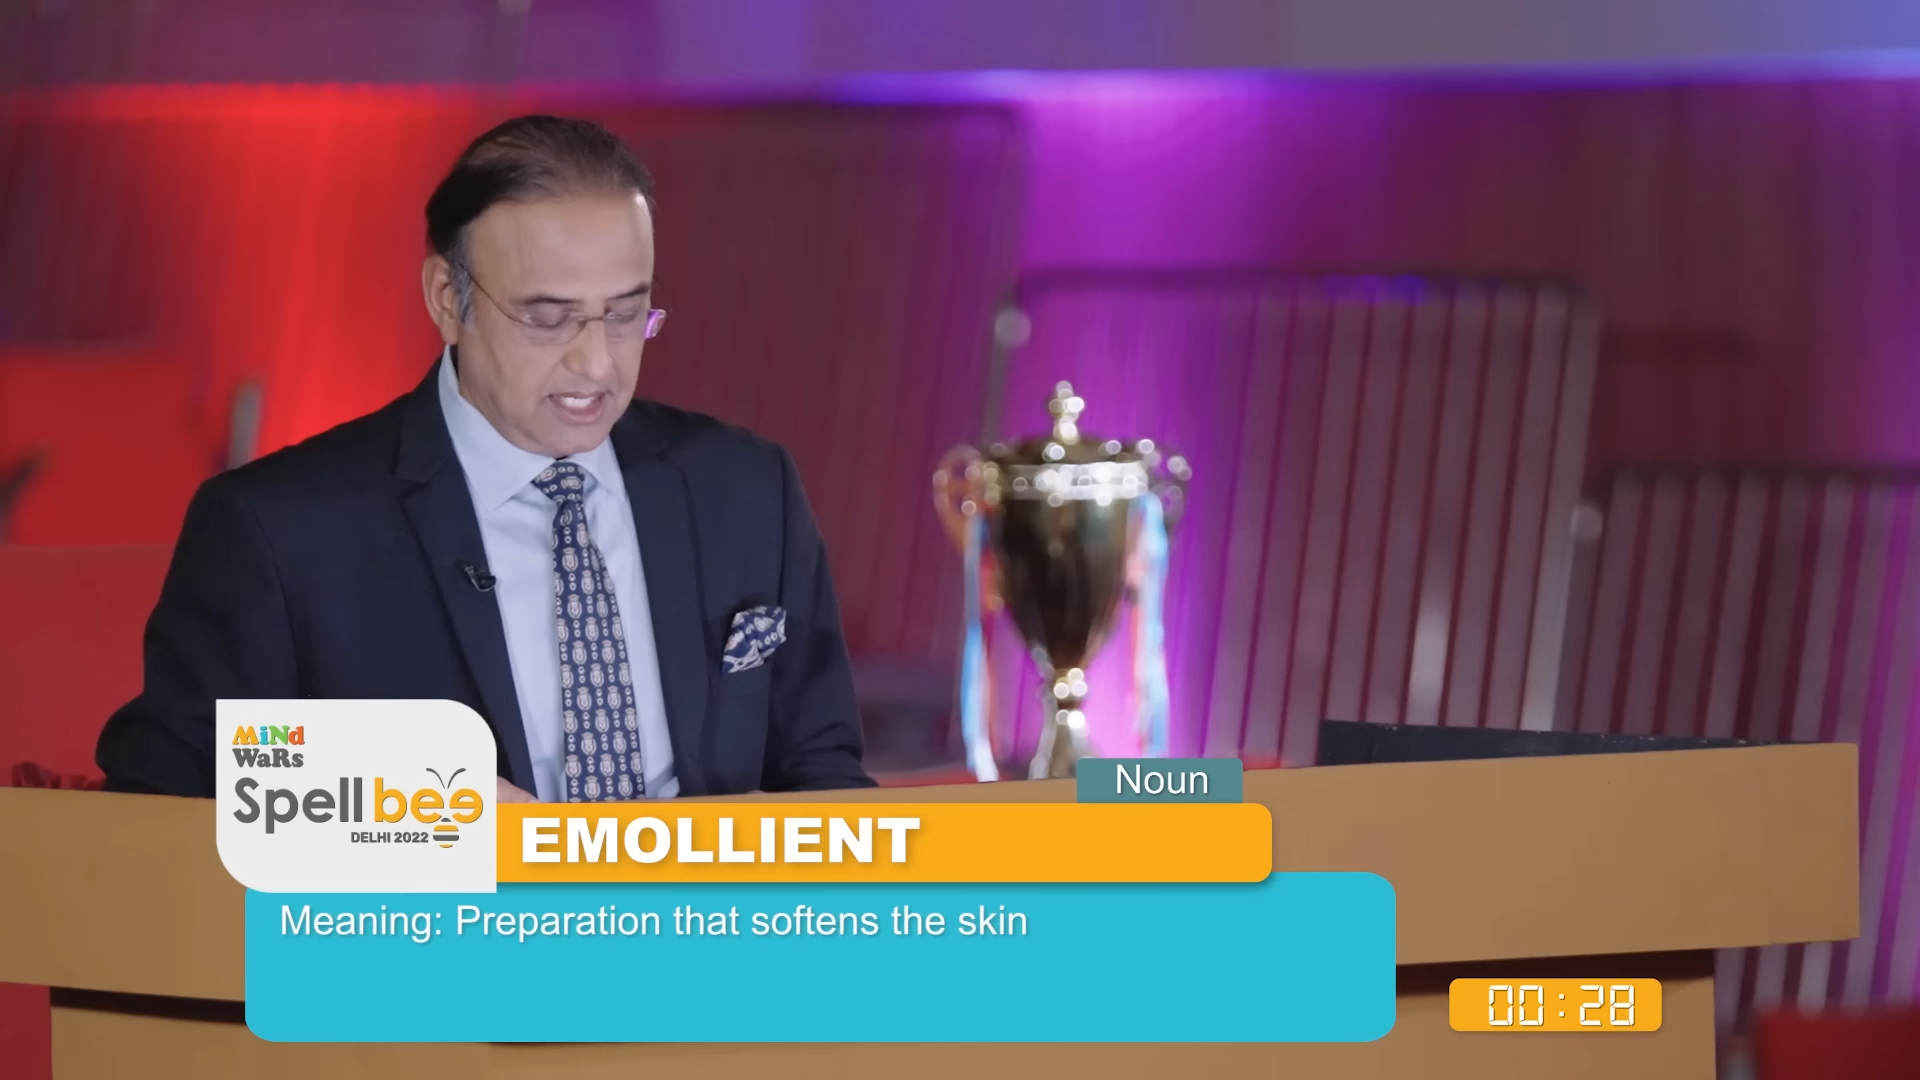 MiNd
WaRs
Spell bee
DELHI 2022
Noun
EMOLLIENT
Meaning: Preparation that softens the skin
00:28